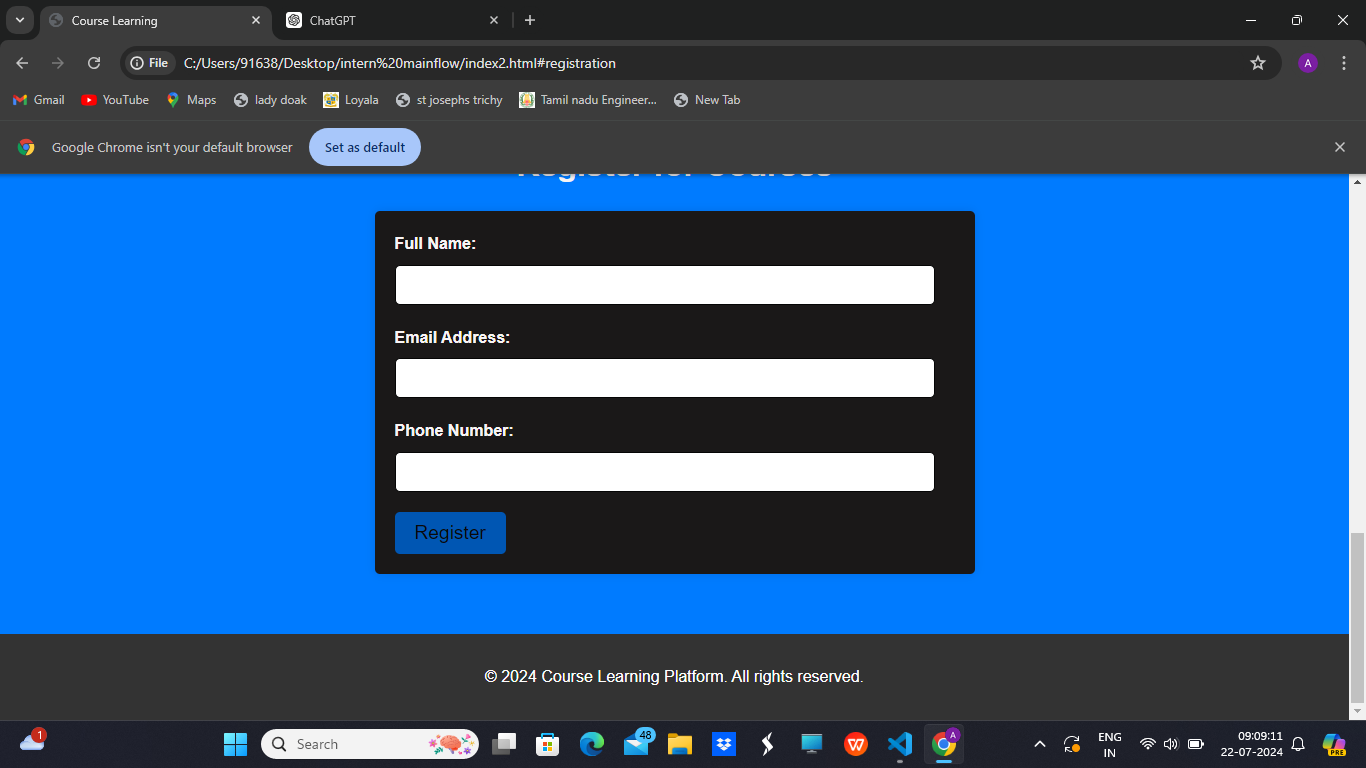 Course Learning
ChatGPT
File C:/Users/91638/Desktop/intern%20mainflow/index2.html#registration
A
Gmail YouTube Maps lady doak Loyala st josephs trichy Tamil nadu Engineer... New Tab
Google Chrome isn't your default browser Set as default
Register for Courses
Full Name:
Email Address:
Phone Number:
Register
© 2024 Course Learning Platform. All rights reserved.
1
Search
48
W
A
ENG
IN
09:09:11
22-07-2024
PRE